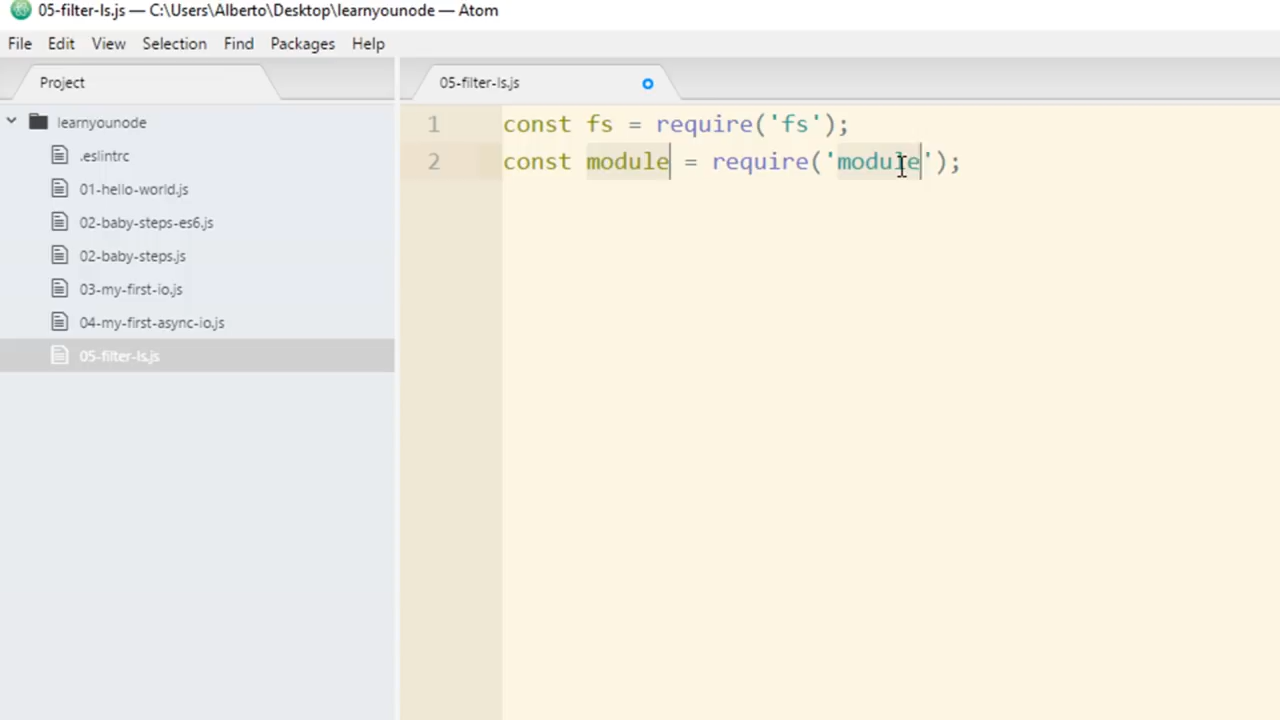 05-filter-ls.js — C:\Users\Alberto\Desktop\learnyounode — Atom
File Edit View Selection Find Packages Help
Project
05-filter-ls.js
learnyounode
.eslintrc
01-hello-world.js
02-baby-steps-es6.js
02-baby-steps.js
03-my-first-io.js
04-my-first-async-io.js
05-filter-ls.js
1 const fs = require('fs');
2 const module = require('module');